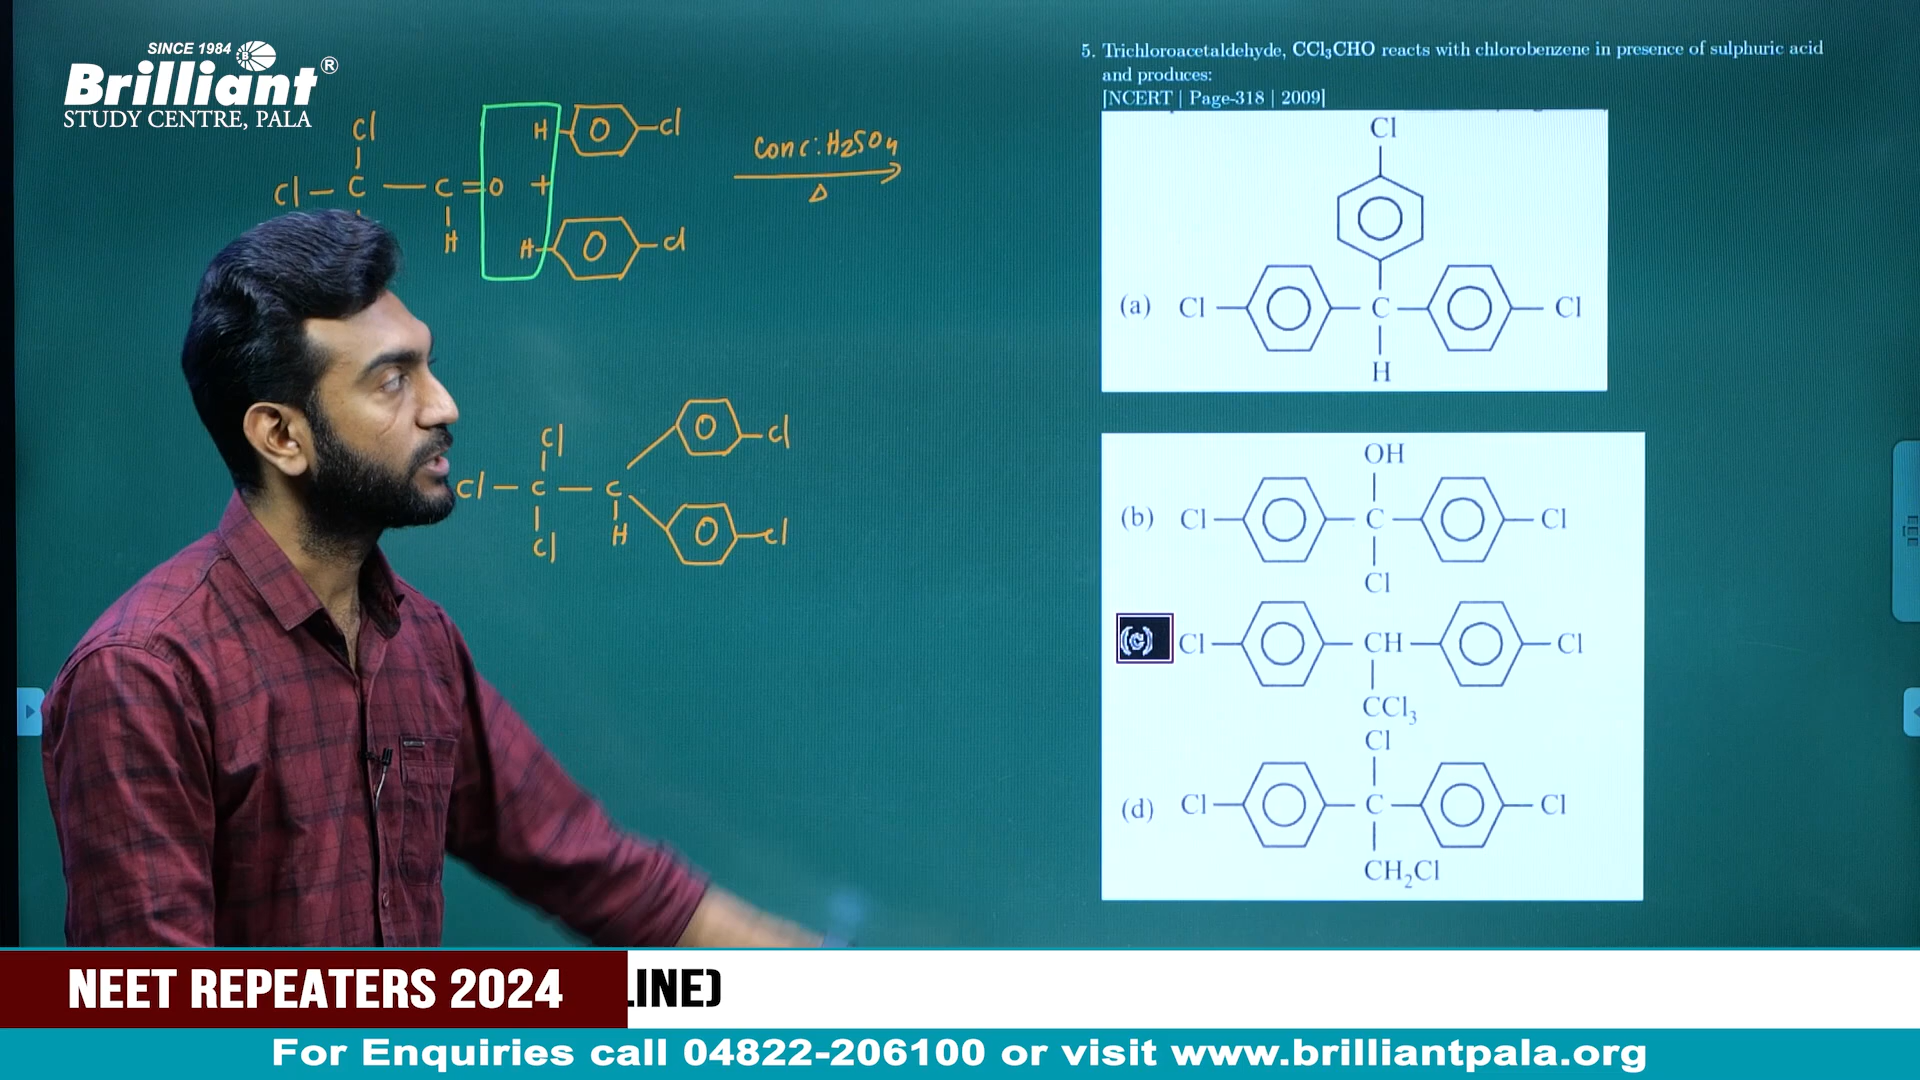 SINCE 1984
Brilliant®
STUDY CENTRE, PALA
5. Trichloroacetaldehyde, CCl₃CHO reacts with chlorobenzene in presence of sulphuric acid
and produces:
[NCERT | Page-318 | 2009]
Cl
Cl – C – C = O +
H
H – Cl
H – Cl
Conc: H₂SO₄
Δ
Cl
Cl – C – C
Cl
H
Cl
Cl
Cl
(a) Cl – C – Cl
H
OH
(b) Cl – C – Cl
Cl
(c) Cl – CH – Cl
CCl₃
Cl
(d) Cl – C – Cl
CH₂Cl
NEET REPEATERS 2024
LINE)
For Enquiries call 04822-206100 or visit www.brilliantpala.org